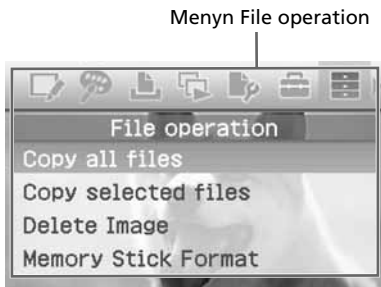 Menyn File operation
File operation
Copy all files
Copy selected files
Delete Image
Memory Stick Format